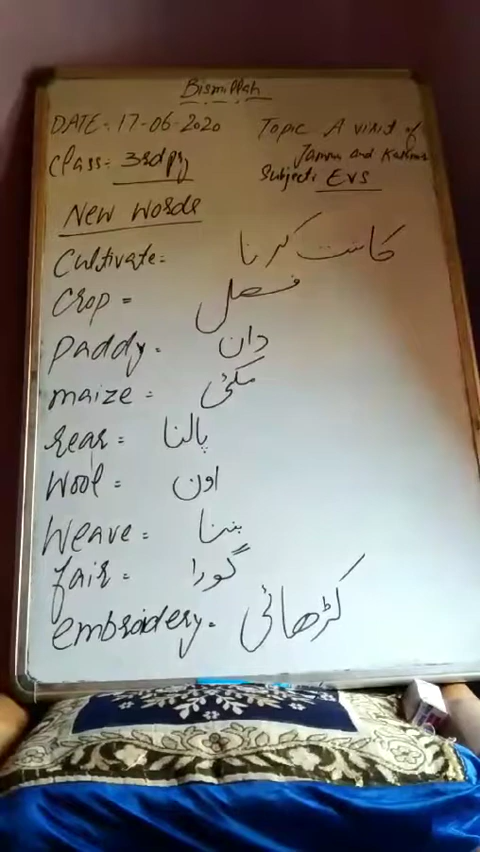 Bismillah
DATE: 17-06-2020 Topic A visit of
Jammu and Kashmir
Class: 3rd pry Subject: EVS
New words
Cultivate = کاشت کرنا
Crop = فصل
Paddy = دان
maize = مکئی
rear = پالنا
Wool = اون
Weave = بننا
fair = گورا
embroidery = کڑھائی